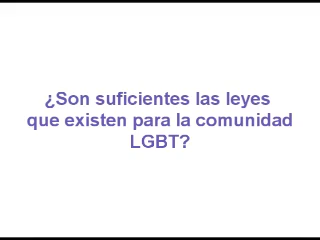 ¿Son suficientes las leyes
que existen para la comunidad
LGBT?